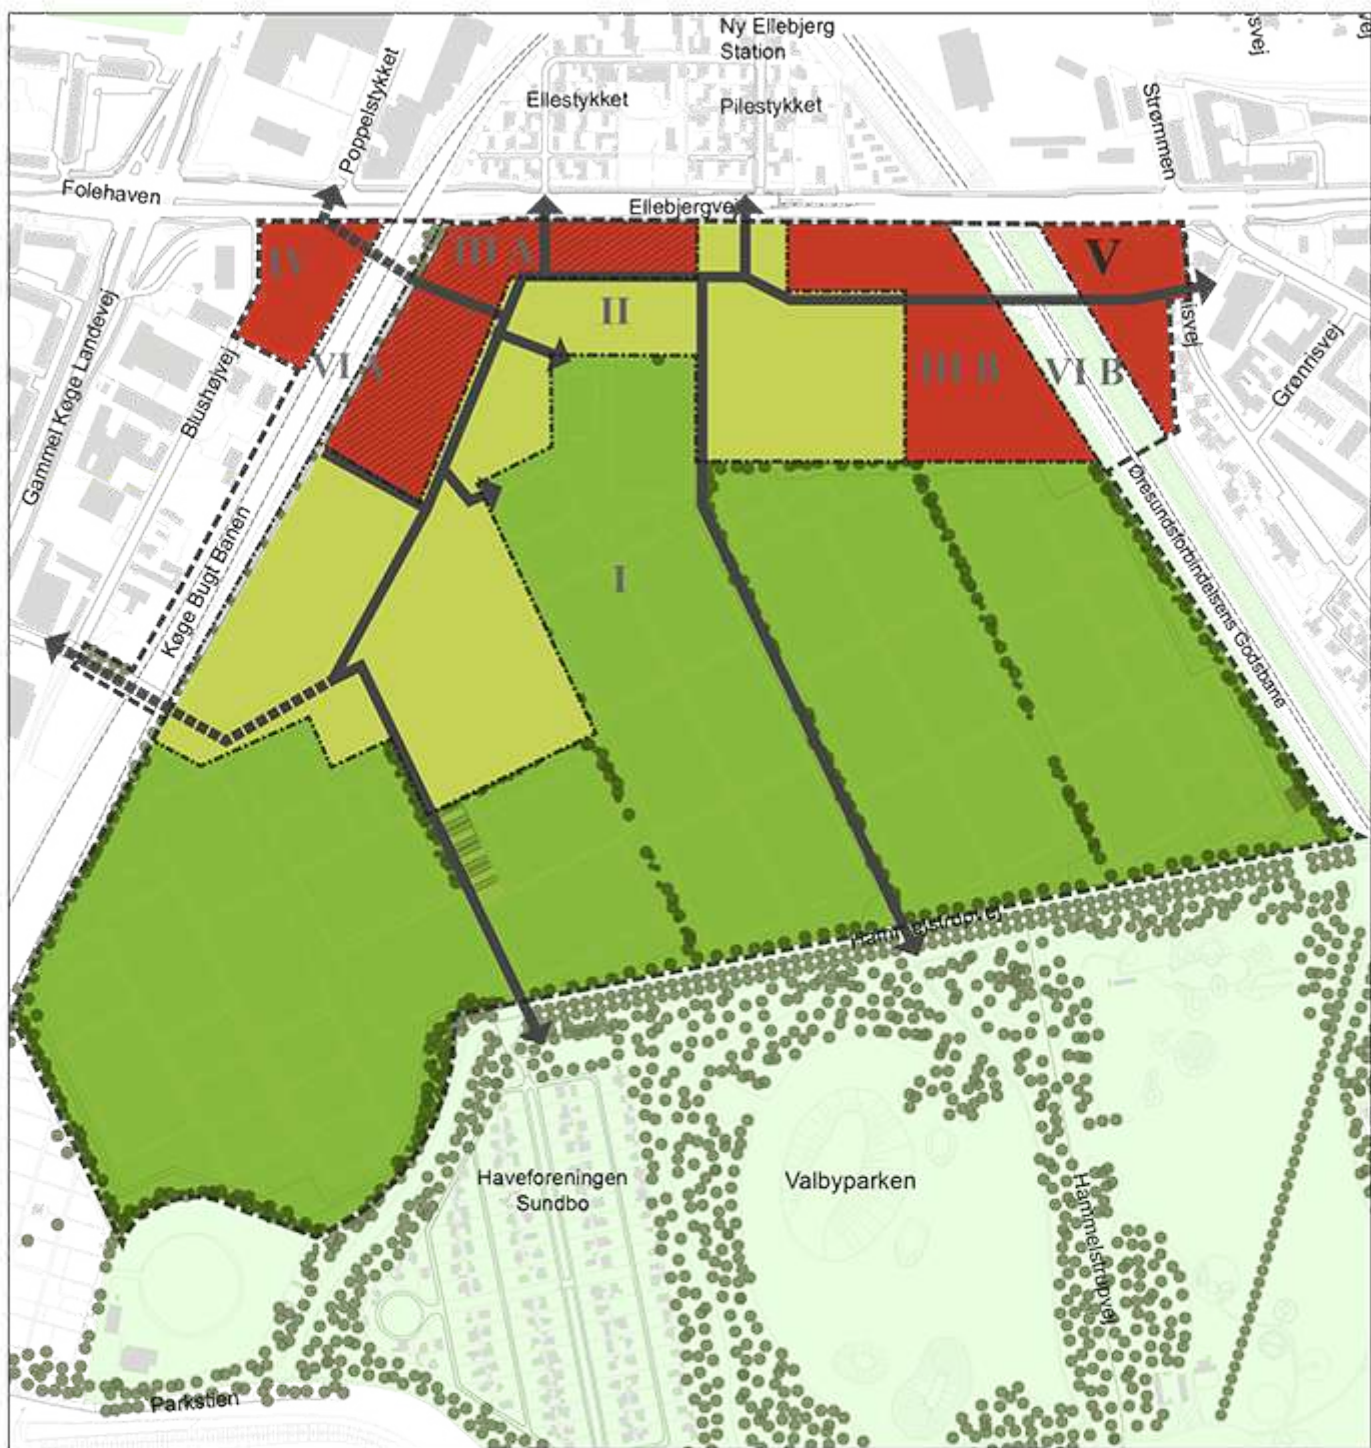 Ny Ellebjerg
Station
Ellestykket
Pilestykket
Poppelstykket
Strømmen
Folehaven
Ellebjergvej
IV
III A
V
II
VI A
III B
VI B
Grønrisvej
Gammel Køge Landevej
Blushøjvej
Køge Bugt Banen
I
Øresundsforbindelsens Godsbane
Hammelstrupvej
Haveforeningen
Sundbo
Valbyparken
Hammelstrupvej
Parkstien